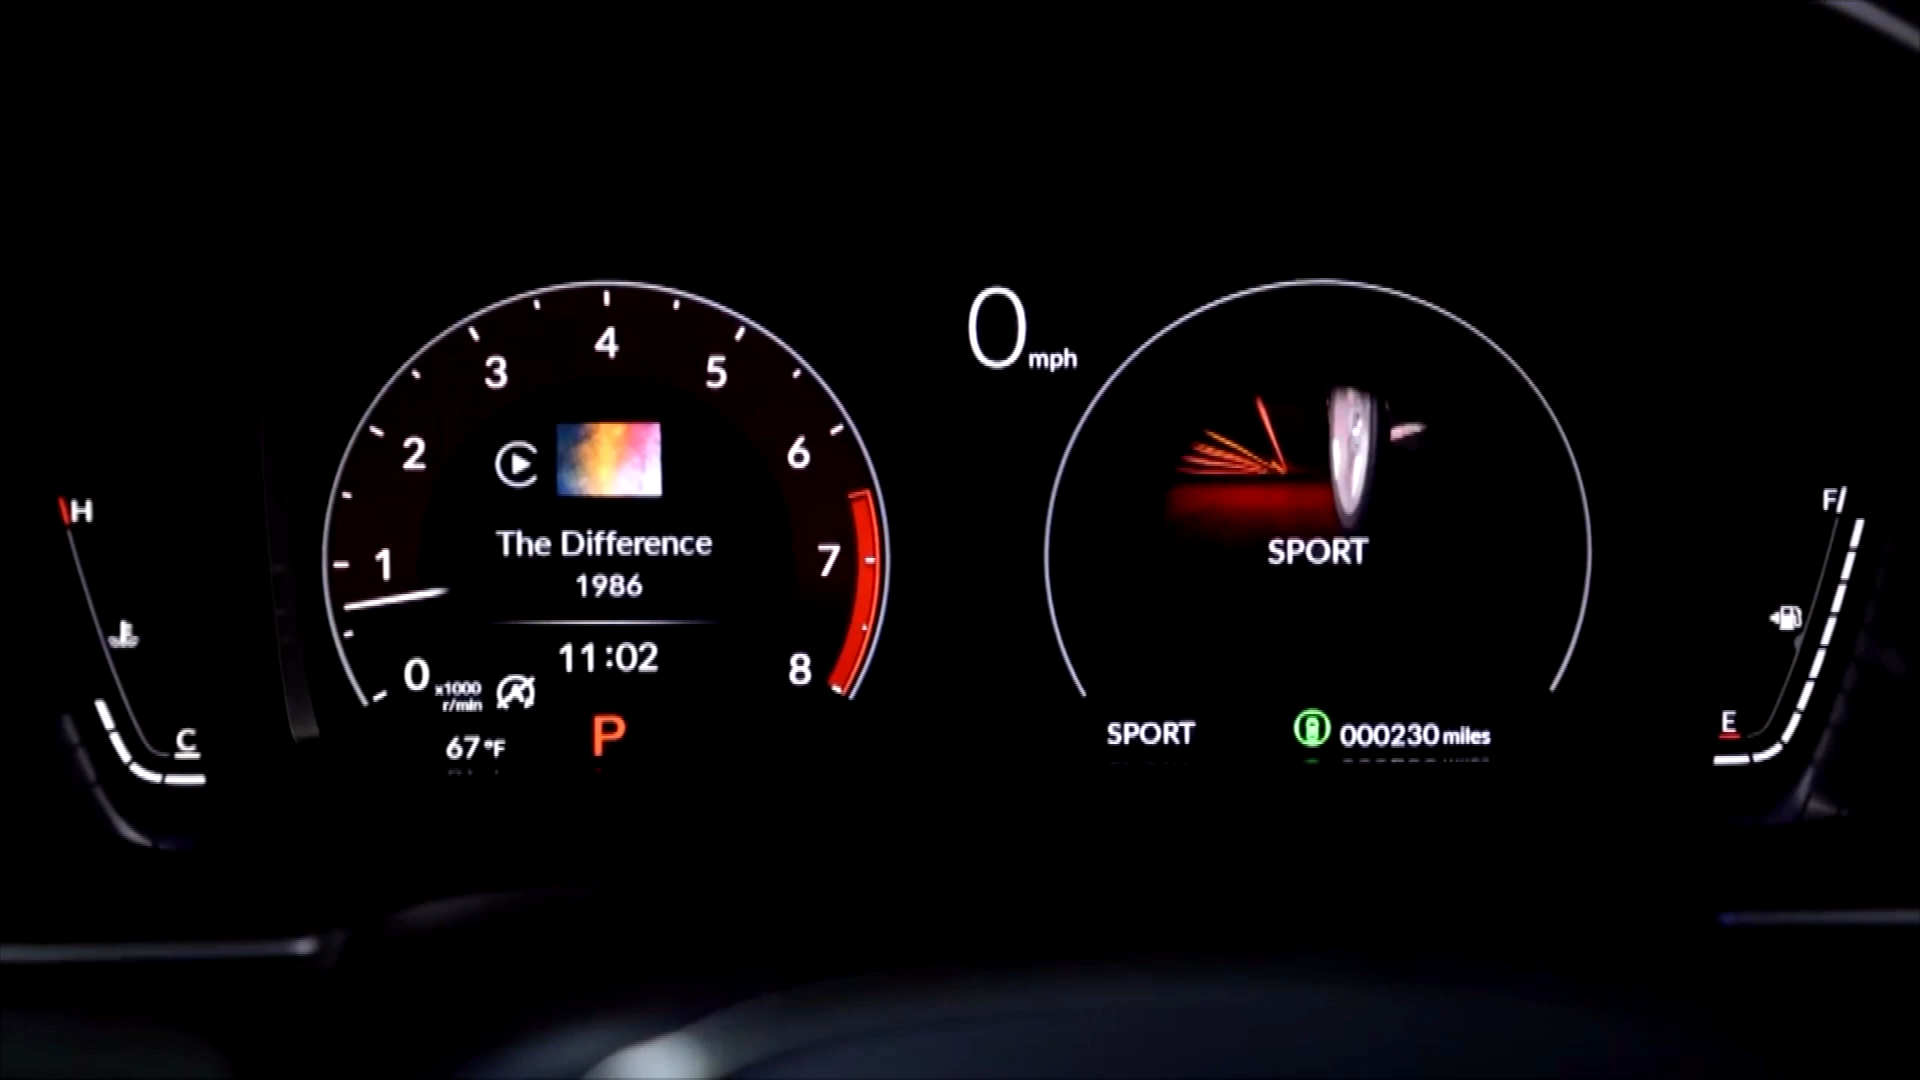 0 mph
4
3
5
2
6
H
F
The Difference
1
7
1986
11:02
0
x1000
r/min
8
C
67°F
P
SPORT
SPORT
000230 miles
E